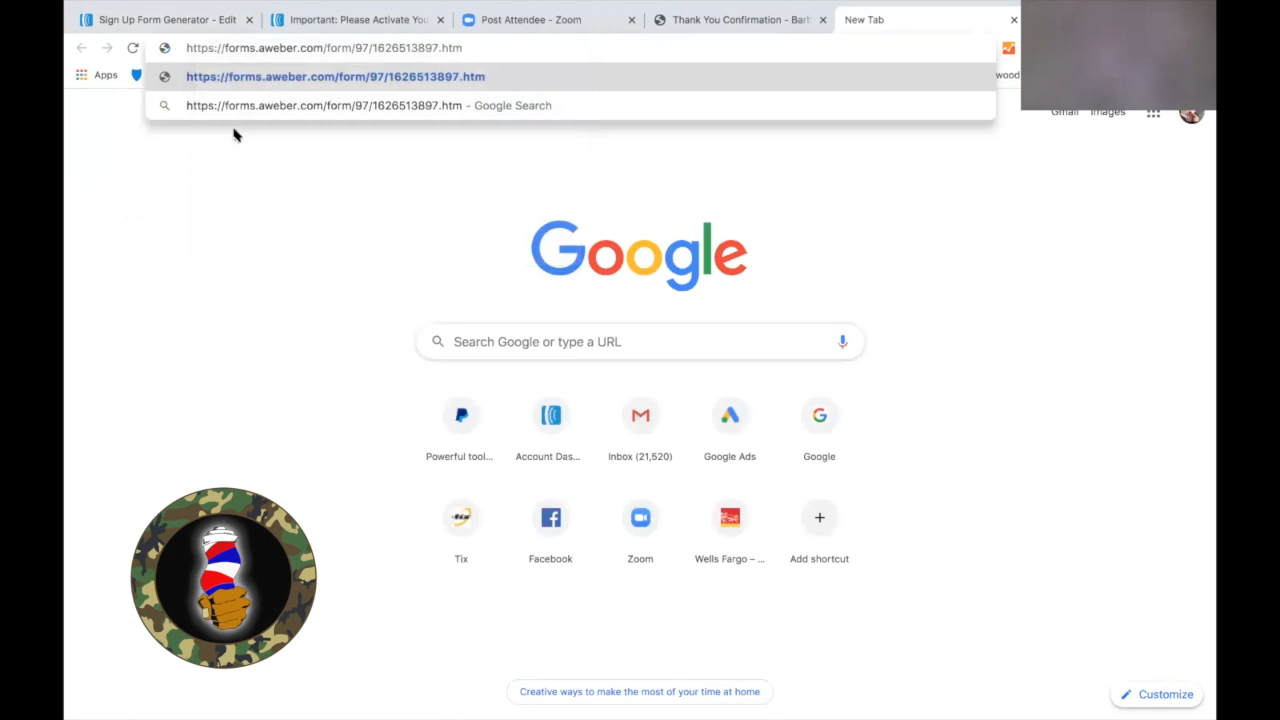 Sign Up Form Generator - Edit
Important: Please Activate You
Post Attendee - Zoom
Thank You Confirmation - Bar
New Tab
https://forms.aweber.com/form/97/1626513897.htm
https://forms.aweber.com/form/97/1626513897.htm
Apps
wood
https://forms.aweber.com/form/97/1626513897.htm - Google Search
Gmail
Images
Google
Search Google or type a URL
Powerful tool...
Account Das...
Inbox (21,520)
Google Ads
Google
Tix
Facebook
Zoom
Wells Fargo – ...
Add shortcut
Creative ways to make the most of your time at home
Customize